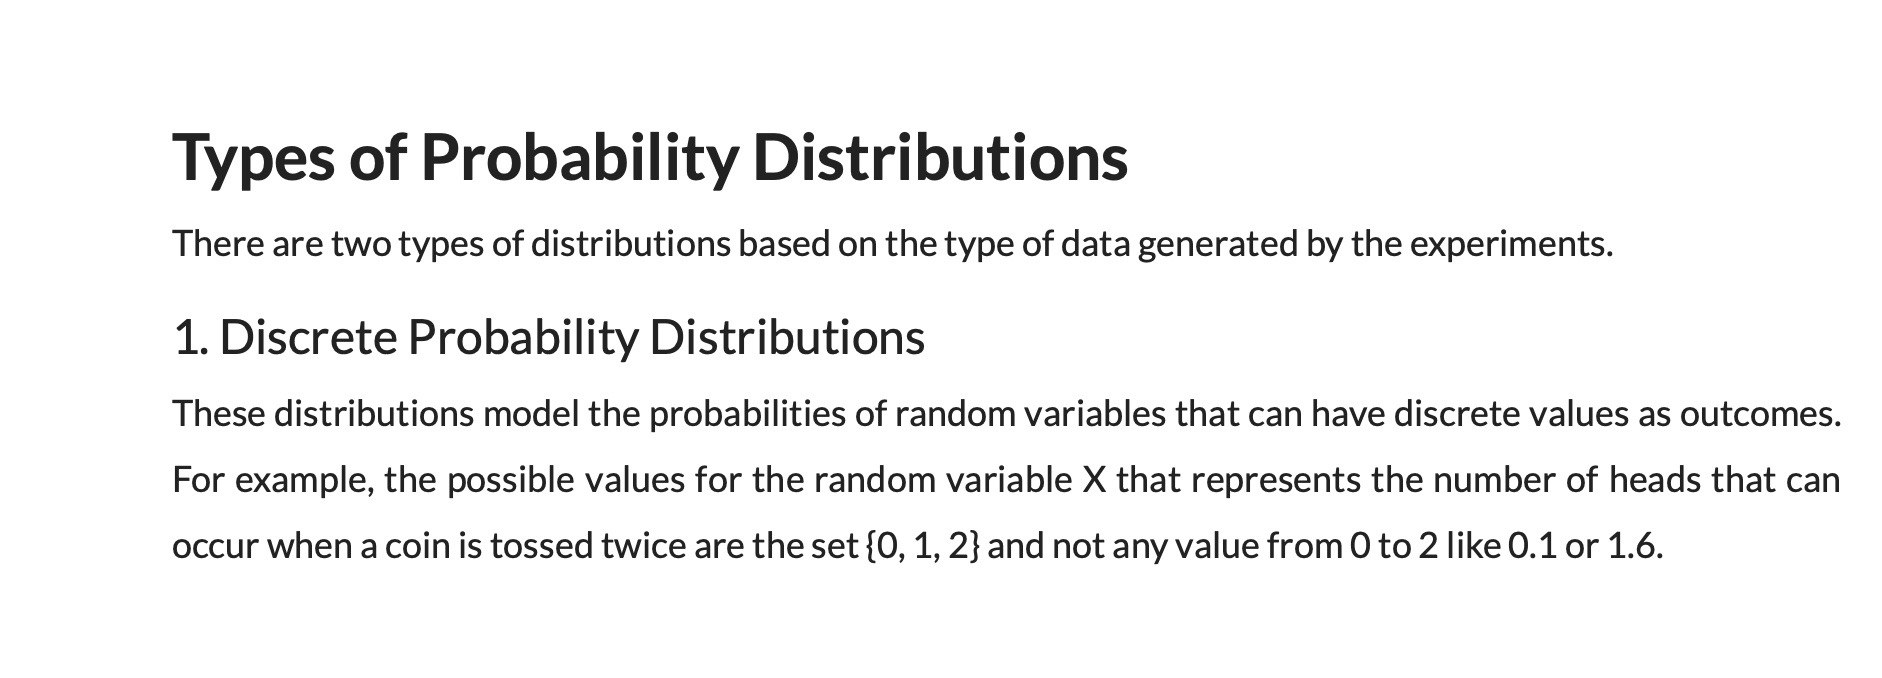 Types of Probability Distributions
There are two types of distributions based on the type of data generated by the experiments.
1. Discrete Probability Distributions
These distributions model the probabilities of random variables that can have discrete values as outcomes.
For example, the possible values for the random variable X that represents the number of heads that can
occur when a coin is tossed twice are the set {0, 1, 2} and not any value from 0 to 2 like 0.1 or 1.6.